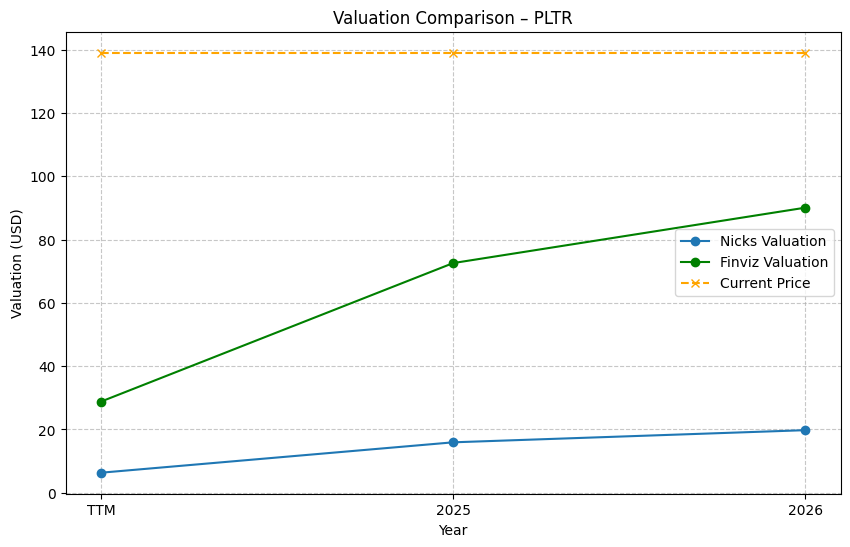 Valuation Comparison – PLTR
Valuation (USD)
140
120
100
80
60
40
20
0
Nicks Valuation
Finviz Valuation
Current Price
TTM
2025
2026
Year